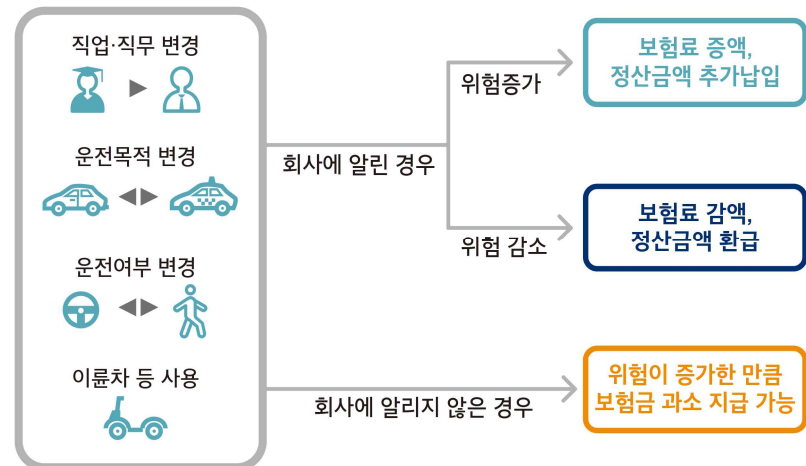 직업·직무 변경
운전목적 변경
운전여부 변경
이륜차 등 사용
회사에 알린 경우
위험증가
보험료 증액,
정산금액 추가납입
위험 감소
보험료 감액,
정산금액 환급
회사에 알리지 않은 경우
위험이 증가한 만큼
보험금 과소 지급 가능